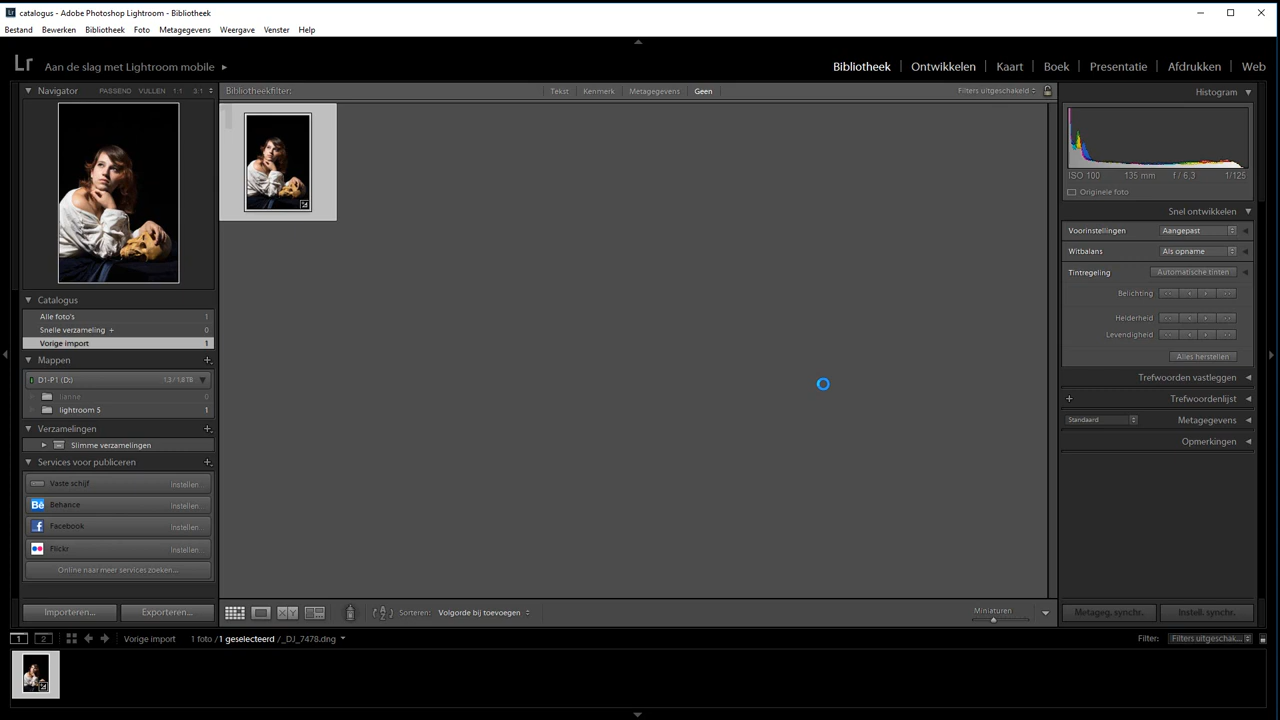 catalogus - Adobe Photoshop Lightroom - Bibliotheek
Bestand Bewerken Bibliotheek Foto Metagegevens Weergave Venster Help
Lr Aan de slag met Lightroom mobile
Bibliotheek Ontwikkelen Kaart Boek Presentatie Afdrukken Web
Navigator PASSEND VULLEN 1:1 3:1
Bibliotheekfilter: Tekst Kenmerk Metagegevens Geen Filters uitgeschakeld
Histogram
1
ISO 100 135 mm f / 6,3 1/125
Originele foto
Snel ontwikkelen
Voorinstellingen Aangepast
Witbalans Als opname
Tintregeling Automatische tinten
Belichting
Helderheid
Levendigheid
Alles herstellen
Trefwoorden vastleggen
Trefwoordenlijst
Standaard Metagegevens
Opmerkingen
Catalogus
Alle foto's 1
Snelle verzameling + 0
Vorige import 1
Mappen
D1-P1 (D:) 1,3 / 1,8 TB
lianne 0
lightroom 5 1
Verzamelingen
Slimme verzamelingen
Services voor publiceren
Vaste schijf Instellen...
Bē Behance Instellen...
f Facebook Instellen...
Flickr Instellen...
Online naar meer services zoeken...
Importeren... Exporteren...
XY Sorteren: Volgorde bij toevoegen Miniaturen
Metageg. synchr. Instell. synchr.
1 2 Vorige import 1 foto / 1 geselecteerd / _DJ_7478.dng Filter: Filters uitgeschak...